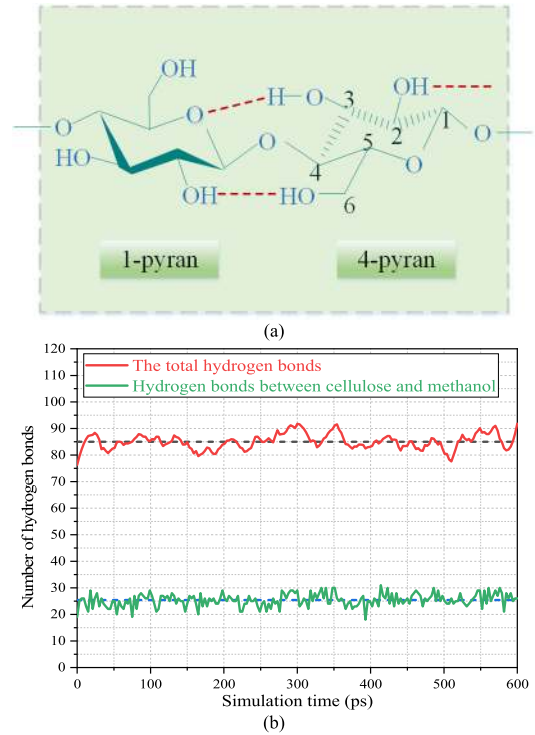 OH
O
H
O
3
OH
1
O
HO
2
O
5
4
O
O
OH
HO
6
1-pyran
4-pyran
(a)
120
110
100
90
80
70
60
50
40
30
20
10
0
Number of hydrogen bonds
The total hydrogen bonds
Hydrogen bonds between cellulose and methanol
0 100 200 300 400 500 600
Simulation time (ps)
(b)